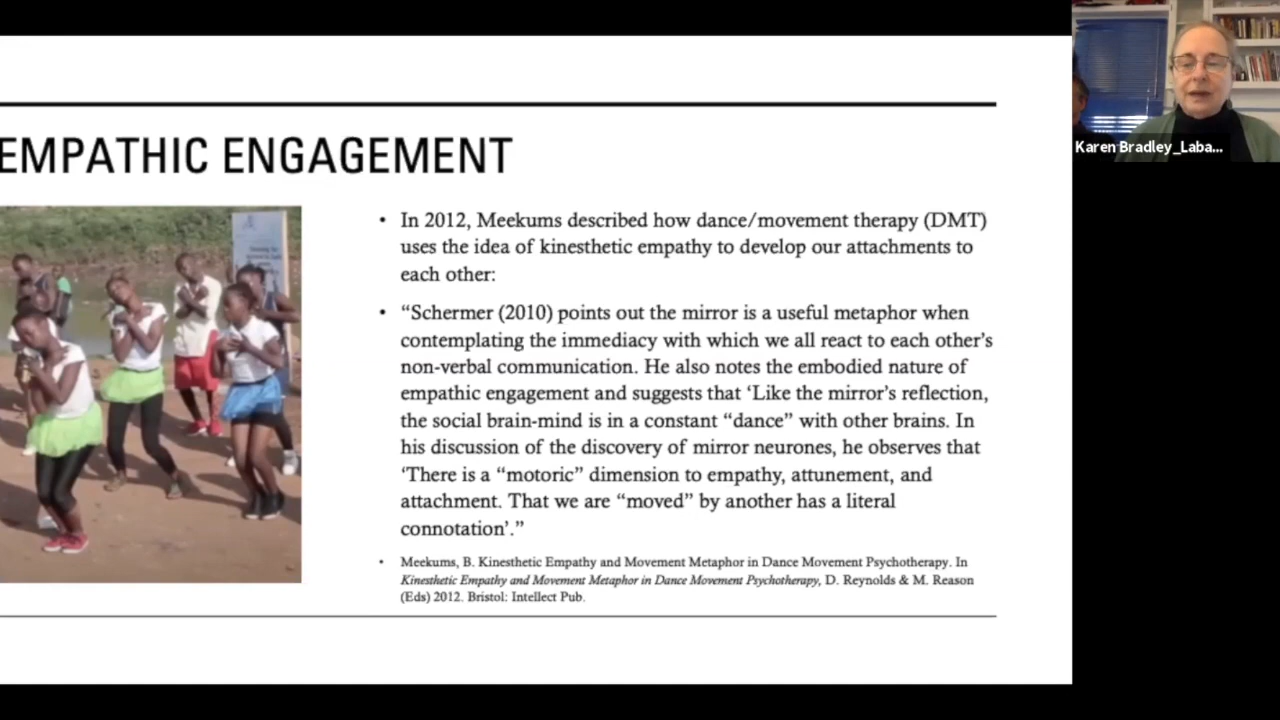 EMPATHIC ENGAGEMENT
• In 2012, Meekums described how dance/movement therapy (DMT)
uses the idea of kinesthetic empathy to develop our attachments to
each other:
• “Schermer (2010) points out the mirror is a useful metaphor when
contemplating the immediacy with which we all react to each other’s
non-verbal communication. He also notes the embodied nature of
empathic engagement and suggests that ‘Like the mirror’s reflection,
the social brain-mind is in a constant “dance” with other brains. In
his discussion of the discovery of mirror neurones, he observes that
‘There is a “motoric” dimension to empathy, attunement, and
attachment. That we are “moved” by another has a literal
connotation’.”
• Meekums, B. Kinesthetic Empathy and Movement Metaphor in Dance Movement Psychotherapy. In
Kinesthetic Empathy and Movement Metaphor in Dance Movement Psychotherapy, D. Reynolds & M. Reason
(Eds) 2012. Bristol: Intellect Pub.
Karen Bradley_Laba...